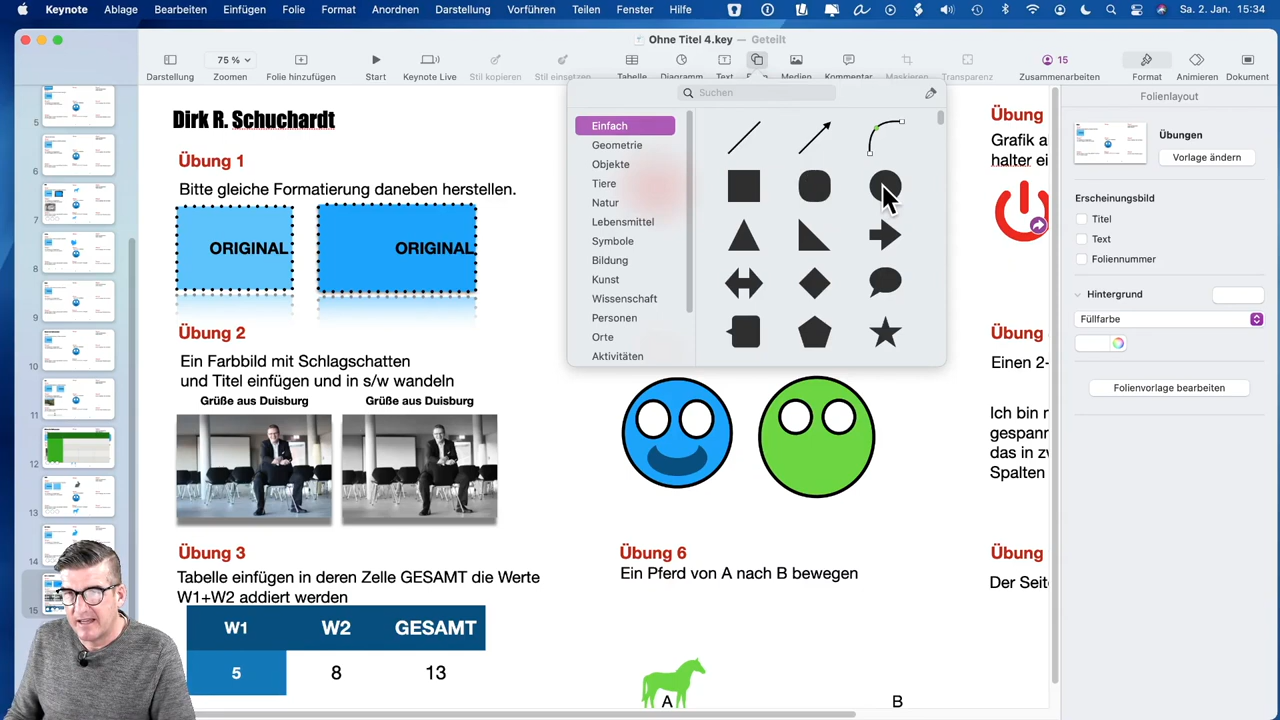 Keynote Ablage Bearbeiten Einfügen Folie Format Anordnen Darstellung Vorführen Teilen Fenster Hilfe Sa. 2. Jan. 15:34
Ohne Titel 4.key — Geteilt
75 % 15
Darstellung Zoomen Folie hinzufügen Start Keynote Live Stil kopieren Stil einsetzen Tabelle Diagramm Text Medien Kommentar Maskieren Transparenz Zusammenarbeiten Format Animieren Dokument
5
6
7
8
9
10
11
12
13
14
15
Dirk R. Schuchardt
Übung 1
Bitte gleiche Formatierung daneben herstellen.
ORIGINAL ORIGINAL
Übung 2
Ein Farbbild mit Schlagschatten
und Titel einfügen und in s/w wandeln
Grüße aus Duisburg Grüße aus Duisburg
Übung 3
Tabelle einfügen in deren Zelle GESAMT die Werte
W1+W2 addiert werden
W1 W2 GESAMT
5 8 13
Suchen
Einfach
Geometrie
Objekte
Tiere
Natur
Lebensmittel
Symbole
Bildung
Kunst
Wissenschaft
Personen
Orte
Aktivitäten
Übung 6
Ein Pferd von A nach B bewegen
A B
Übung
Grafik a
halter ei
Übung
Einen 2-
Ich bin r
gespann
das in zv
Spalten
Übung
Der Seit
Folienlayout
Übungen
Vorlage ändern
Erscheinungsbild
Titel
Text
Foliennummer
Hintergrund
Füllfarbe
Folienvorlage bearbeiten